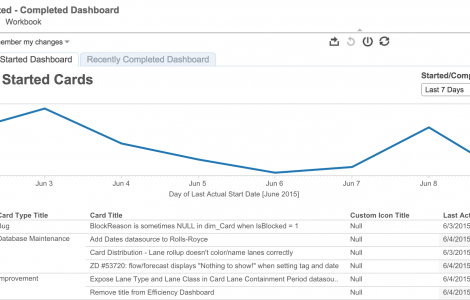 ted - Completed Dashboard
Workbook
member my changes
Started Dashboard Recently Completed Dashboard
Started Cards
Started/Comp
Last 7 Days
Jun 3 Jun 4 Jun 5 Jun 6 Jun 7 Jun 8
Day of Last Actual Start Date [June 2015]
Card Type Title Card Title Custom Icon Title Last Ac
Bug BlockReason is sometimes NULL in dim_Card when IsBlocked = 1 Null 6/3/2015
Database Maintenance Add Dates datasource to Rolls-Royce Null 6/4/2015
Card Distribution - Lane rollup doesn't color/name lanes correctly Null 6/4/2015
ZD #53720: flow/forecast displays "Nothing to show!" when setting tag and date Null 6/4/2015
Improvement Expose Lane Type and Lane Class in Card Lane Containment Period datasou.. Null 6/4/2015
Remove title from Efficiency Dashboard Null 6/4/2015